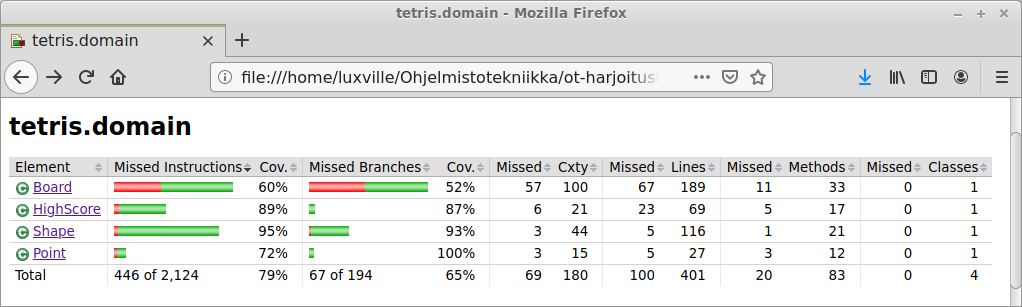 tetris.domain - Mozilla Firefox
tetris.domain
file:///home/luxville/Ohjelmistotekniikka/ot-harjoitust
tetris.domain
Element Missed Instructions Cov. Missed Branches Cov. Missed Cxty Missed Lines Missed Methods Missed Classes
C Board 60% 52% 57 100 67 189 11 33 0 1
C HighScore 89% 87% 6 21 23 69 5 17 0 1
C Shape 95% 93% 3 44 5 116 1 21 0 1
C Point 72% 100% 3 15 5 27 3 12 0 1
Total 446 of 2,124 79% 67 of 194 65% 69 180 100 401 20 83 0 4